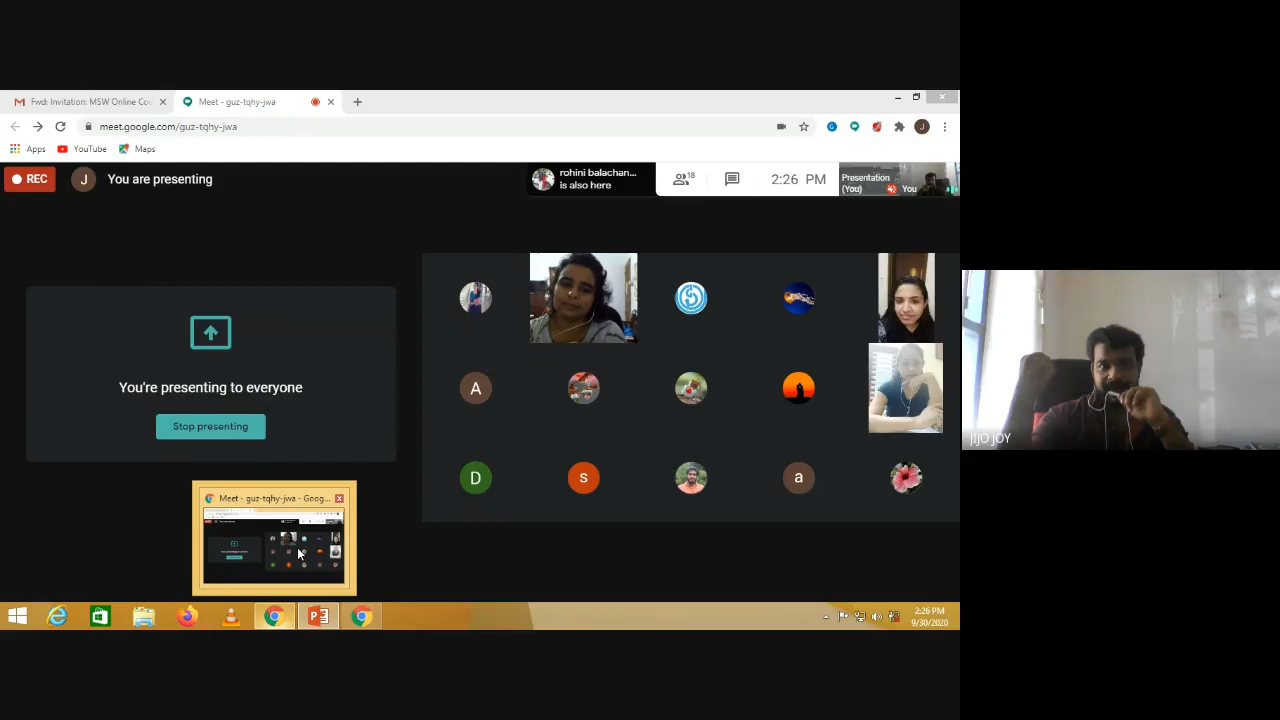 Fwd: Invitation: MSW Online Cou
Meet - guz-tqhy-jwa
meet.google.com/guz-tqhy-jwa
J
Apps
YouTube
Maps
REC
J
You are presenting
rohini balachan...
is also here
18
2:26 PM
Presentation
(You)
You
You're presenting to everyone
Stop presenting
A
D
s
a
JIJO JOY
Meet - guz-tqhy-jwa - Goog...
2:26 PM
9/30/2020